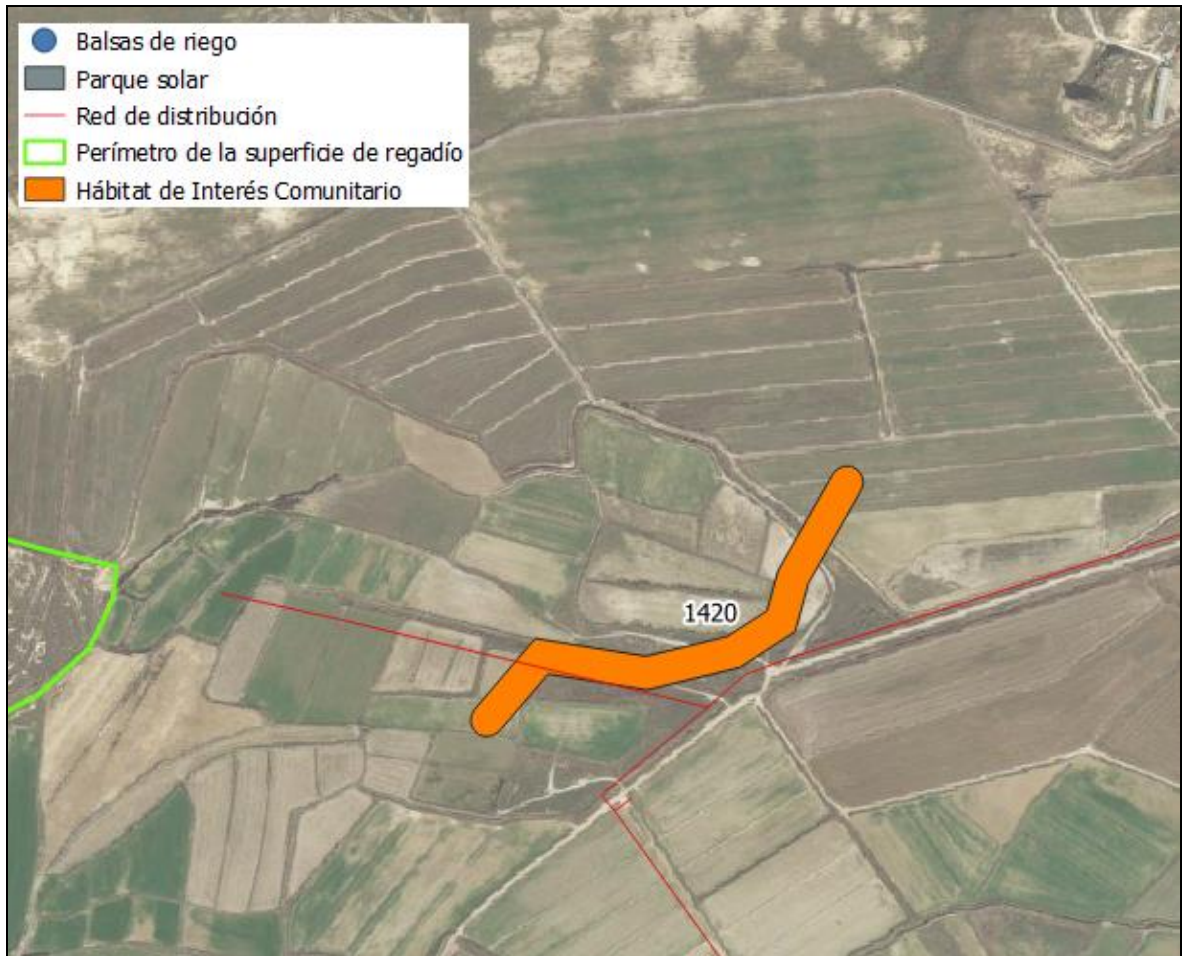 Balsas de riego
Parque solar
Red de distribución
Perímetro de la superficie de regadío
Hábitat de Interés Comunitario
1420